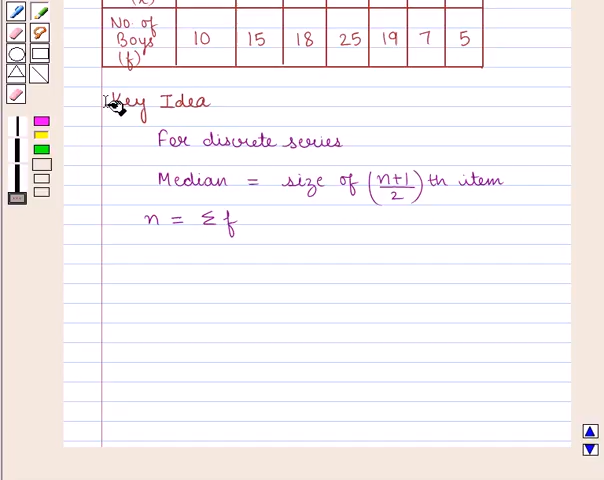 (x)
No. of Boys (f) 10 15 18 25 19 7 5
Key Idea
For discrete series
Median = size of (n+1/2) th item
n = Σ f